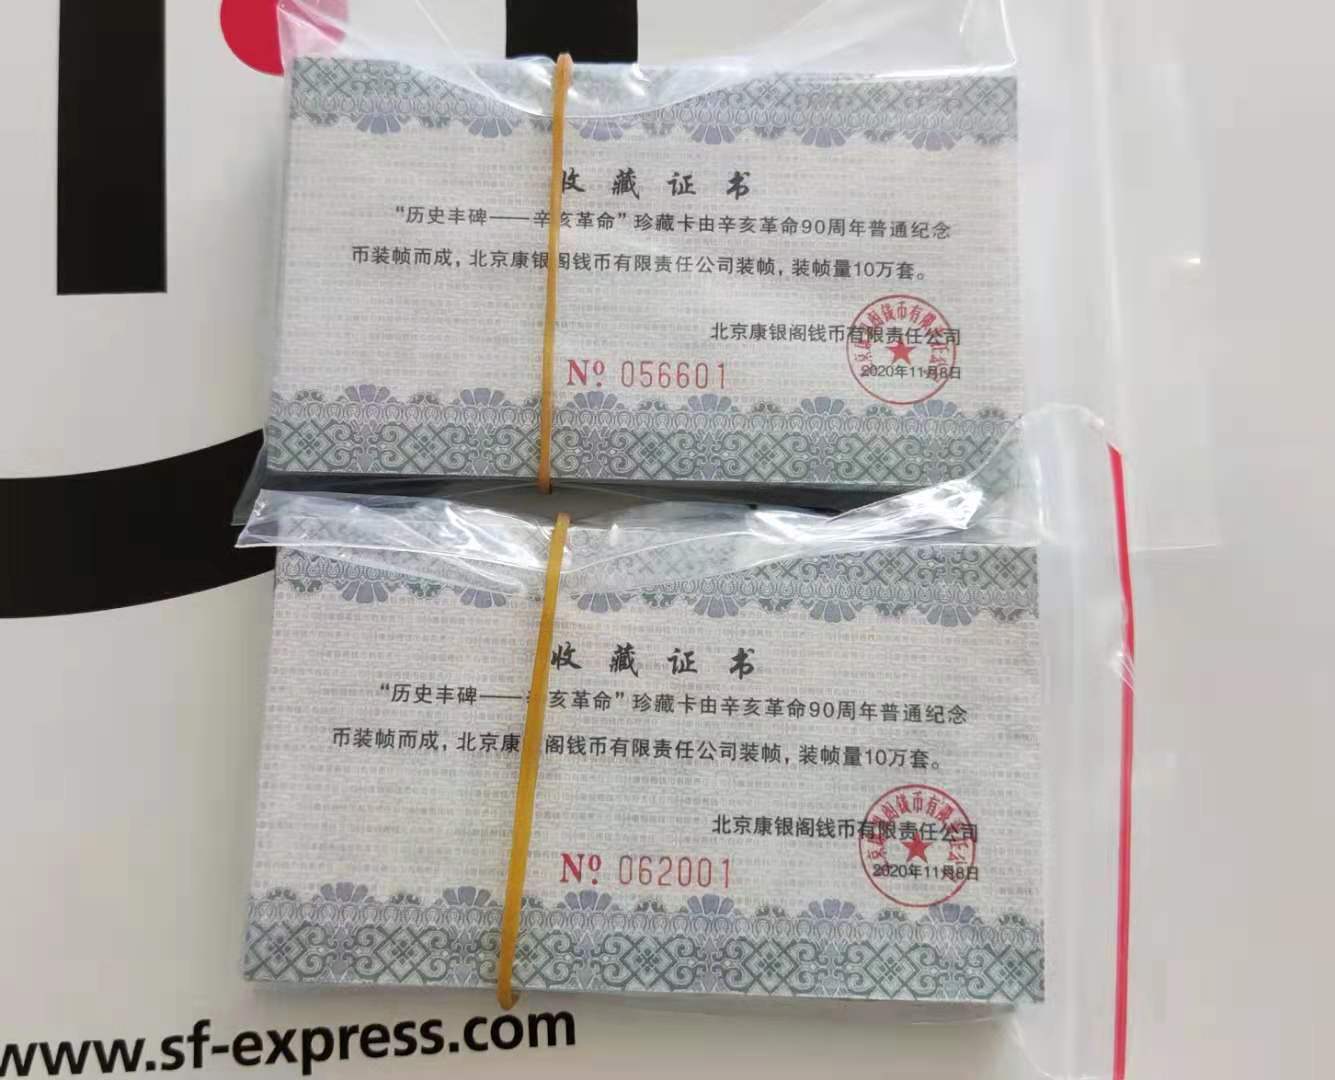 收藏证书
“历史丰碑——辛亥革命”珍藏卡由辛亥革命90周年普通纪念
币装帧而成，北京康银阁钱币有限责任公司装帧，装帧量10万套。
北京康银阁钱币有限责任公司
2020年11月8日
Nº 056601
收藏证书
“历史丰碑——辛亥革命”珍藏卡由辛亥革命90周年普通纪念
币装帧而成，北京康银阁钱币有限责任公司装帧，装帧量10万套。
北京康银阁钱币有限责任公司
2020年11月8日
Nº 062001
www.sf-express.com